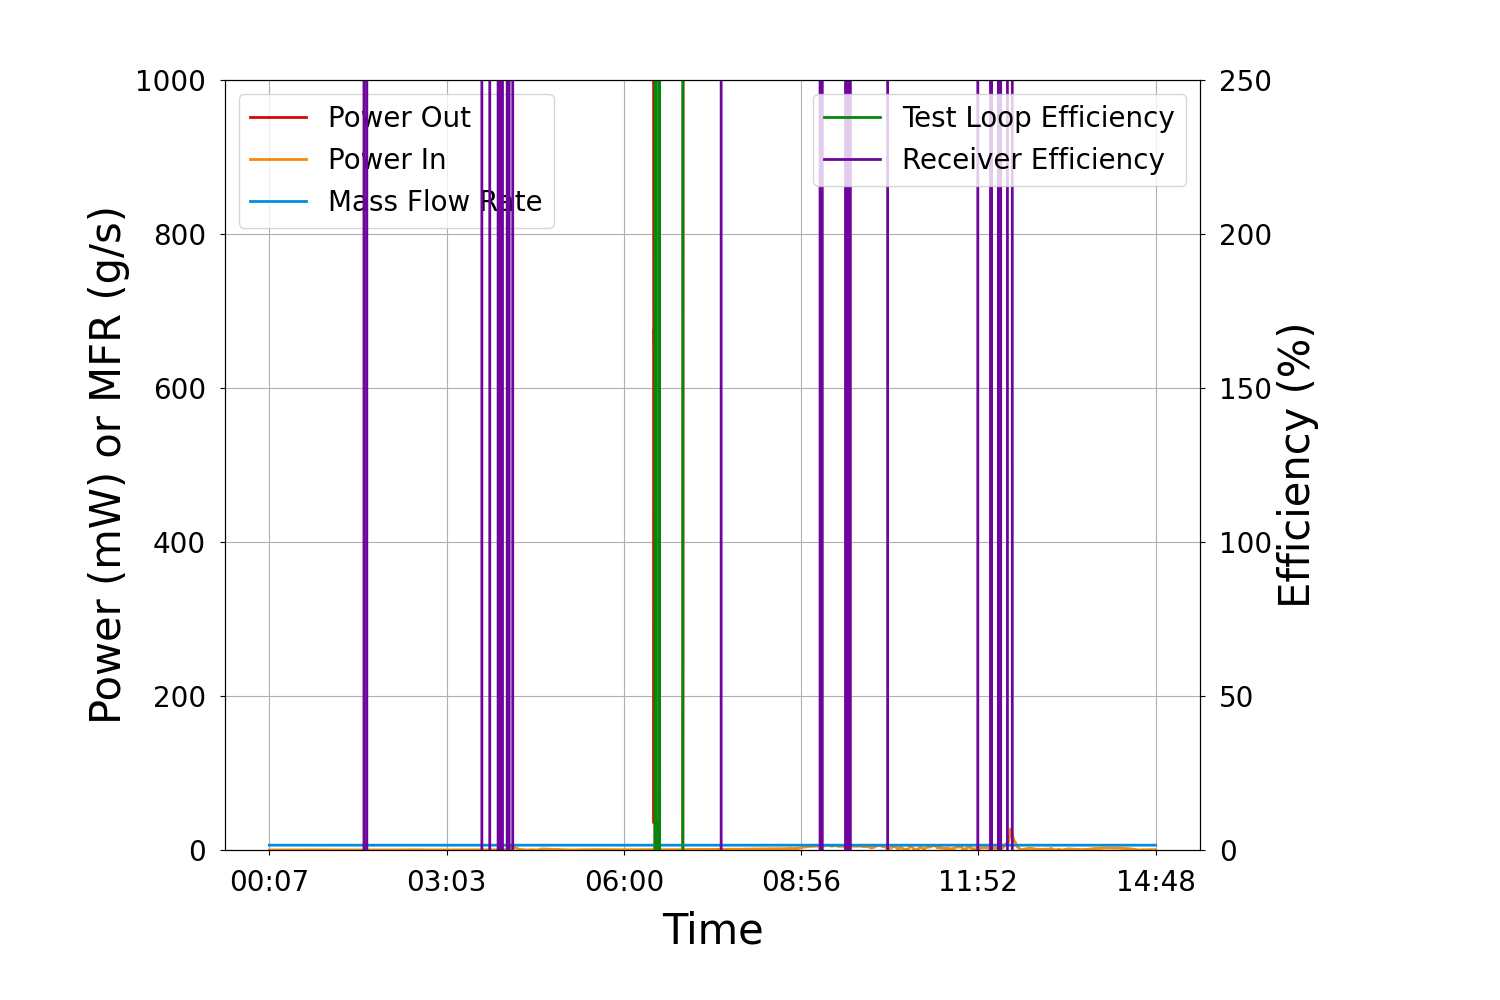 1000
800
600
400
200
0
Power (mW) or MFR (g/s)
Power Out
Power In
Mass Flow Rate
Test Loop Efficiency
Receiver Efficiency
250
200
150
100
50
0
Efficiency (%)
00:07 03:03 06:00 08:56 11:52 14:48
Time